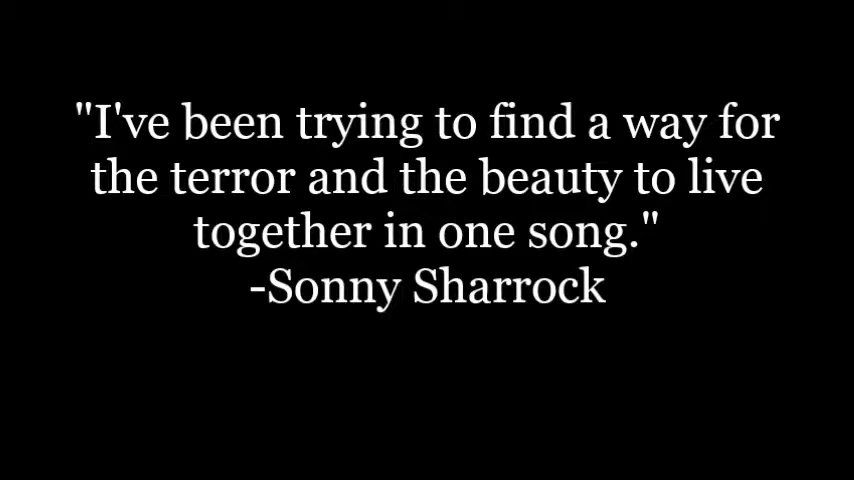 "I've been trying to find a way for
the terror and the beauty to live
together in one song."
-Sonny Sharrock